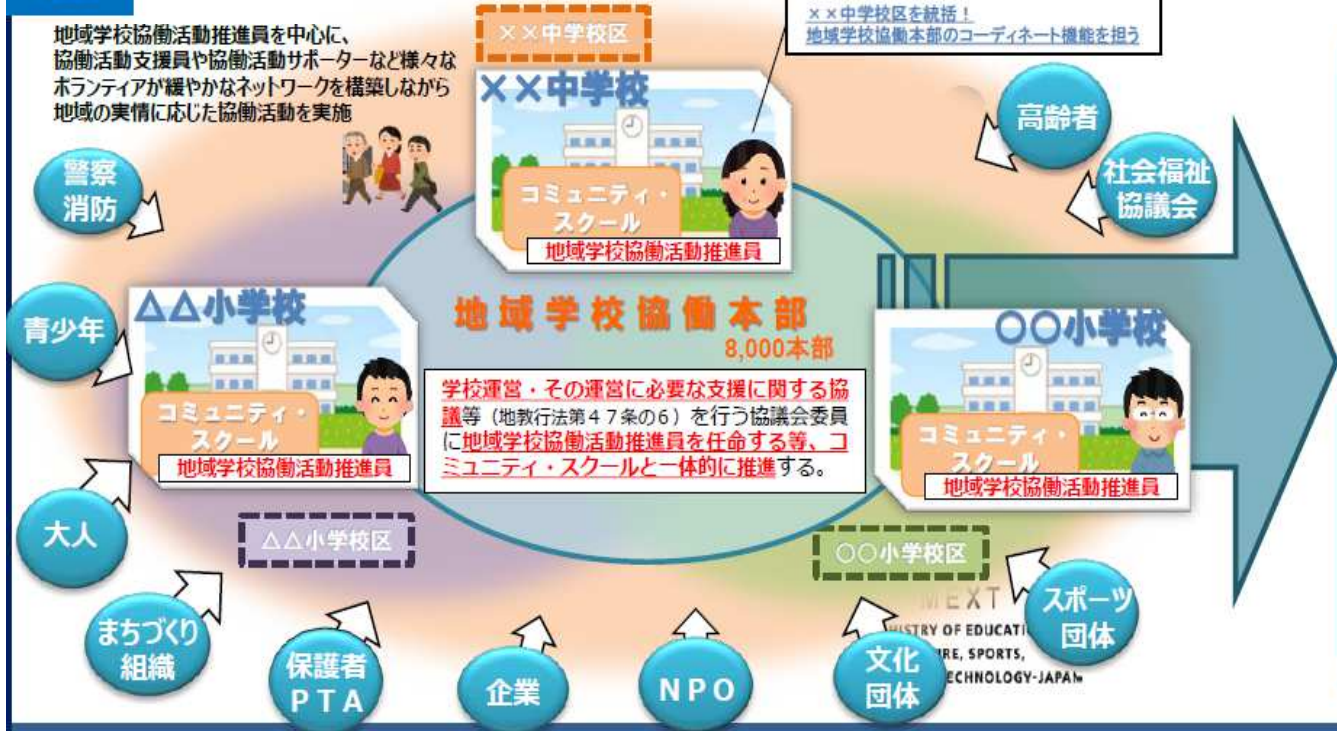 地域学校協働活動推進員を中心に、
協働活動支援員や協働活動サポーターなど様々な
ボランティアが緩やかなネットワークを構築しながら
地域の実情に応じた協働活動を実施
××中学校区
××中学校区を統括!
地域学校協働本部のコーディネート機能を担う
××中学校
コミュニティ・
スクール
地域学校協働活動推進員
高齢者
社会福祉
協議会
警察
消防
青少年
△△小学校
コミュニティ・
スクール
地域学校協働活動推進員
地域学校協働本部
8,000本部
学校運営・その運営に必要な支援に関する協
議等(地教行法第47条の6)を行う協議会委員
に地域学校協働活動推進員を任命する等、コ
ミュニティ・スクールと一体的に推進する。
○○小学校
コミュニティ・
スクール
地域学校協働活動推進員
大人
△△小学校区
○○小学校区
まちづくり
組織
保護者
PTA
企業
NPO
文化
団体
スポーツ
団体
MEXT
OF EDUCATI
SPORTS,
ECHNOLOGY-JAPAN